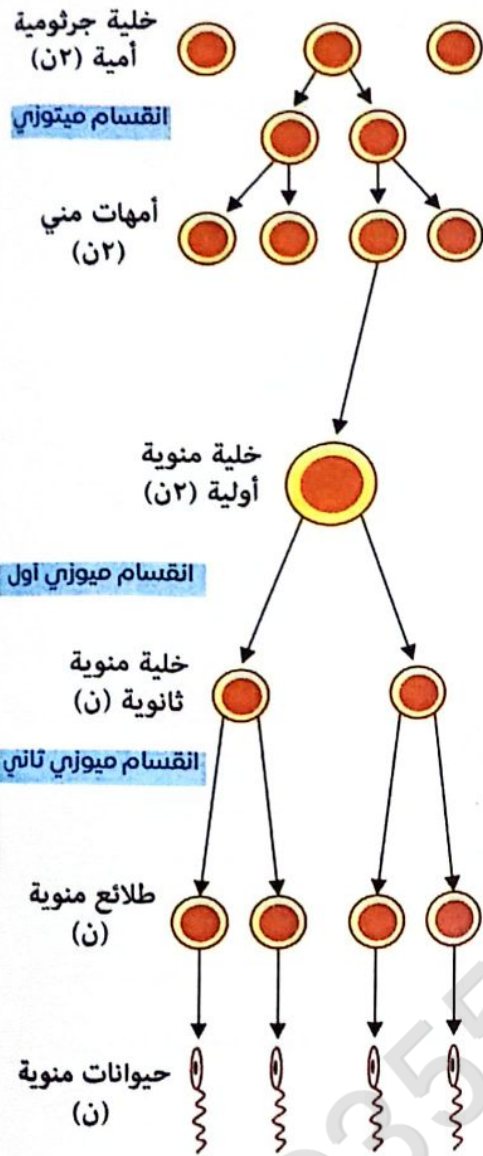 خلية جرثومية
أمية (٢ن)
انقسام ميتوزي
أمهات مني
(٢ن)
خلية منوية
أولية (٢ن)
انقسام ميوزي أول
خلية منوية
ثانوية (ن)
انقسام ميوزي ثاني
طلائع منوية
(ن)
حيوانات منوية
(ن)